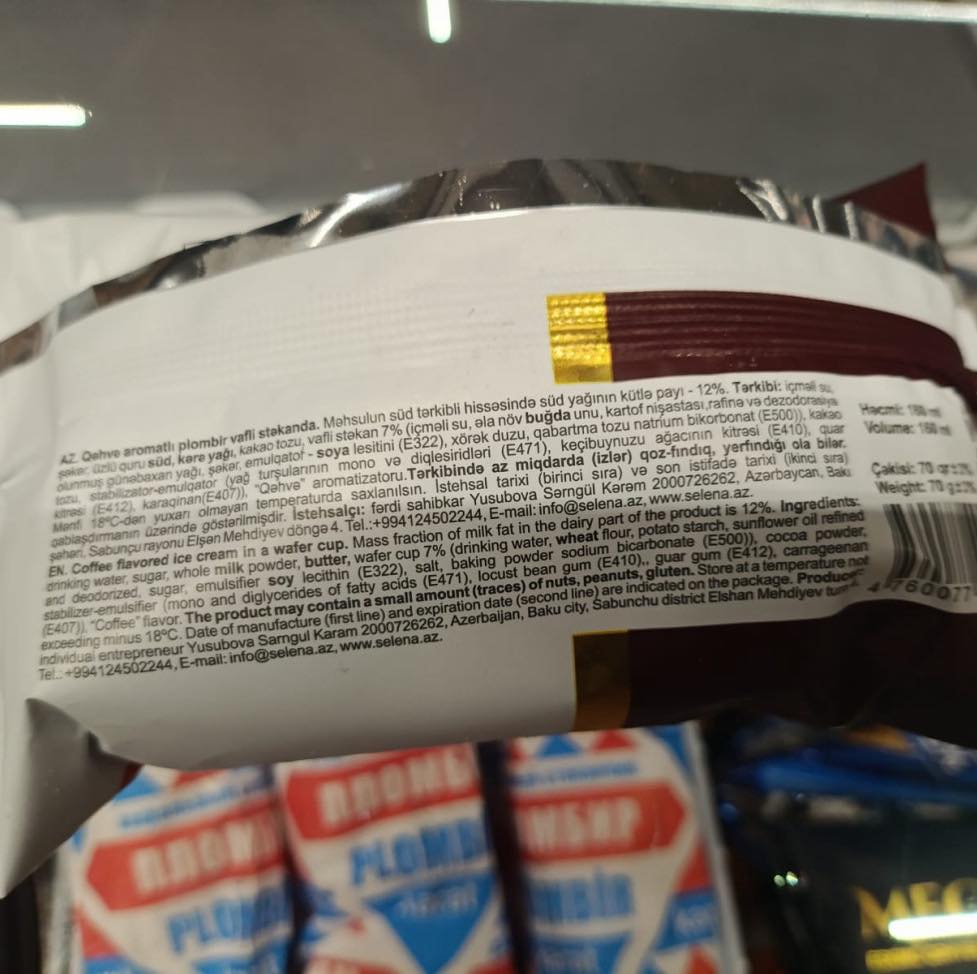 AZ. Qəhvə aromatlı plombir vafli stəkanda. Məhsulun süd tərkibli hissəsində süd yağının kütlə payı - 12%. Tərkibi: içməli su,
şəkər, üzlü quru süd, kərə yağı, kakao tozu, vafli stəkan 7% (içməli su, əla növ buğda unu, kartof nişastası,rafinə və dezodorasiya
olunmuş günəbaxan yağı, şəkər, emulqator - soya lesitini (E322), xörək duzu, qabartma tozu natrium bikorbonat (E500)), kakao
tozu, stabilizator-emulqator (yağ turşularının mono və diqlesiridləri (E471), keçibuynuzu ağacının kitrəsi (E410), quar
kitrəsi (E412), karaqinan(E407)), "Qəhvə" aromatizatoru.Tərkibində az miqdarda (izlər) qoz-fındıq, yerfındığı ola bilər.
Mənfi 18°C-dən yuxarı olmayan temperaturda saxlanılsın. İstehsal tarixi (birinci sıra) və son istifadə tarixi (ikinci sıra)
qablaşdırmanın üzərində göstərilmişdir. İstehsalçı: fərdi sahibkar Yusubova Sərngül Kərəm 2000726262, Azərbaycan, Bakı
şəhəri, Sabunçu rayonu Elşən Mehdiyev döngə 4. Tel.:+994124502244, E-mail: info@selena.az, www.selena.az.
EN. Coffee flavored ice cream in a wafer cup. Mass fraction of milk fat in the dairy part of the product is 12%. Ingredients:
drinking water, sugar, whole milk powder, butter, wafer cup 7% (drinking water, wheat flour, potato starch, sunflower oil refined
and deodorized, sugar, emulsifier soy lecithin (E322), salt, baking powder sodium bicarbonate (E500)), cocoa powder,
stabilizer-emulsifier (mono and diglycerides of fatty acids (E471), locust bean gum (E410),, guar gum (E412), carrageenan
(E407)), "Coffee" flavor. The product may contain a small amount (traces) of nuts, peanuts, gluten. Store at a temperature not
exceeding minus 18°C. Date of manufacture (first line) and expiration date (second line) are indicated on the package. Producer:
individual entrepreneur Yusubova Sarngul Karam 2000726262, Azerbaijan, Baku city, Sabunchu district Elshan Mehdiyev turn
Tel.: +994124502244, E-mail: info@selena.az, www.selena.az.
Həcmi:
Volume:
Çəkisi: 70
Weight: 70
4 760077
ПЛОМБ
PLOMB
МБИР
MBİR
MEG